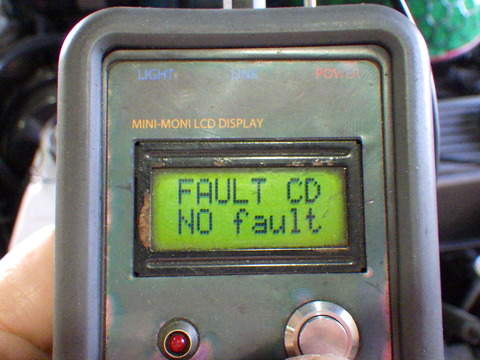 LIGHT LINK POWER
MINI-MONI LCD DISPLAY
FAULT CD
NO fault